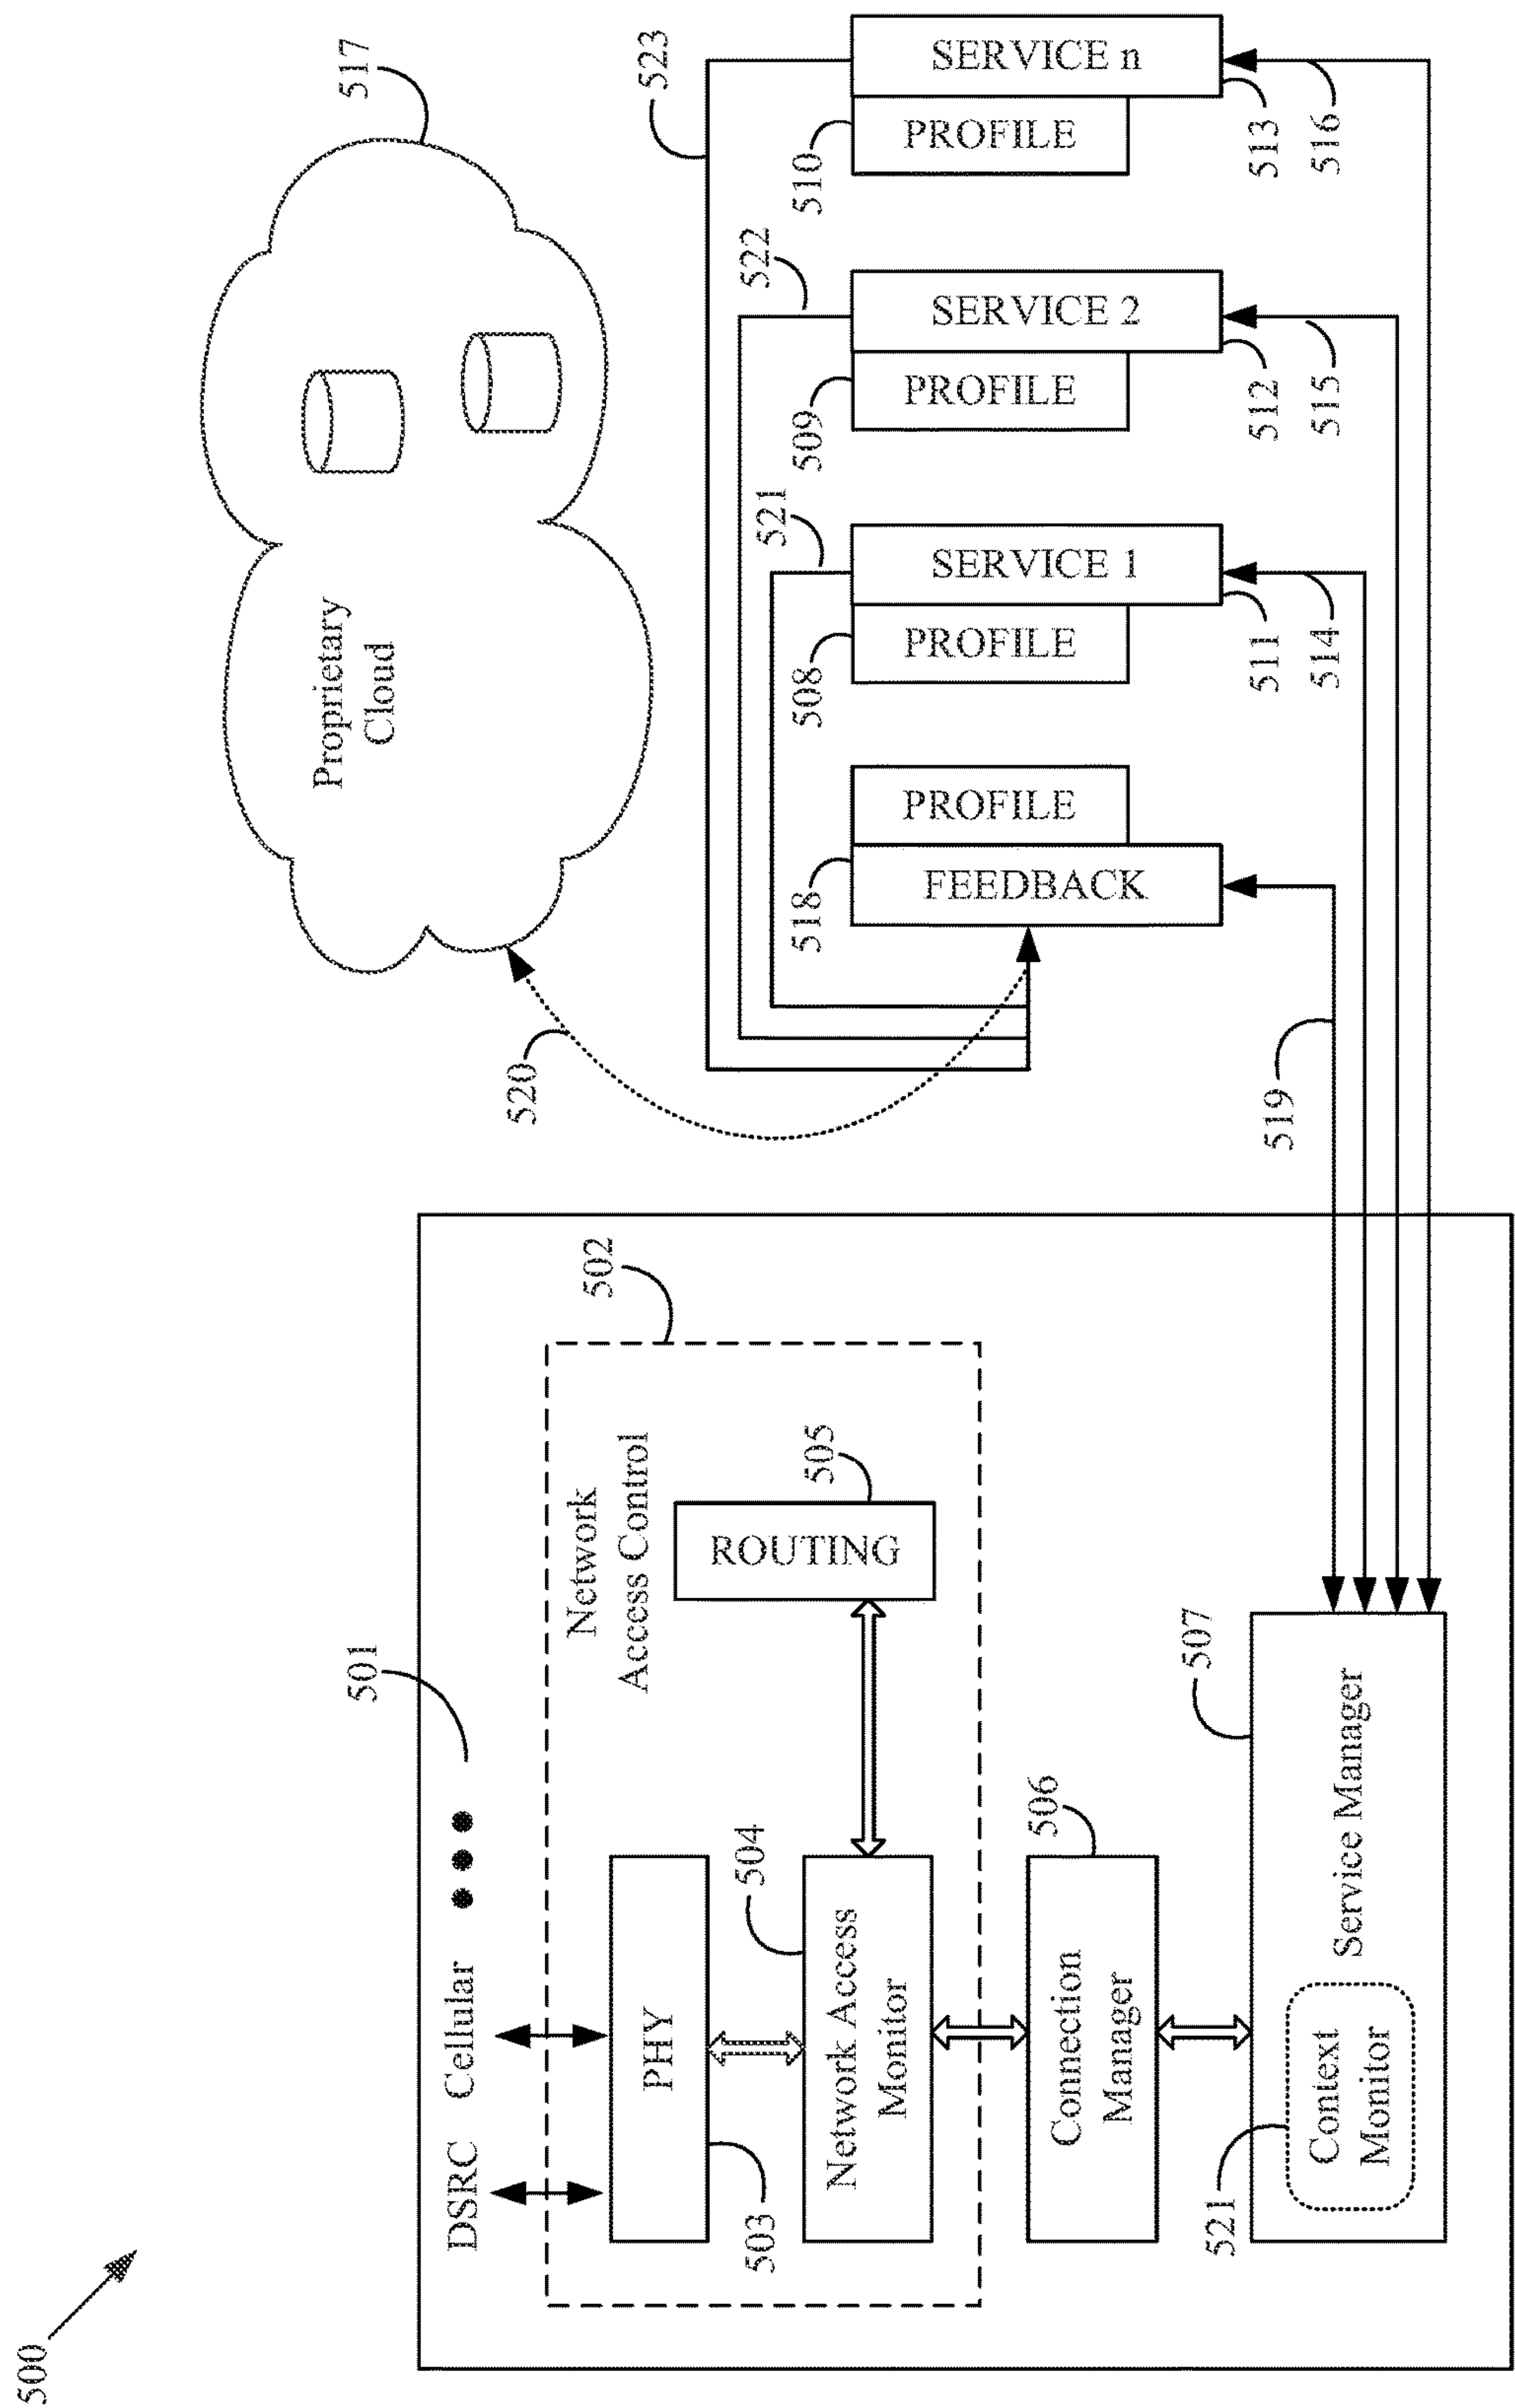 500
501
DSRC
Cellular
502
Network
Access Control
PHY
503
504
Network Access
Monitor
ROUTING
505
Connection
Manager
506
507
Service Manager
Context
Monitor
521
517
Proprietary
Cloud
520
523
522
521
518
FEEDBACK
PROFILE
519
508
PROFILE
SERVICE 1
511
514
509
PROFILE
SERVICE 2
512
515
510
PROFILE
SERVICE n
513
516